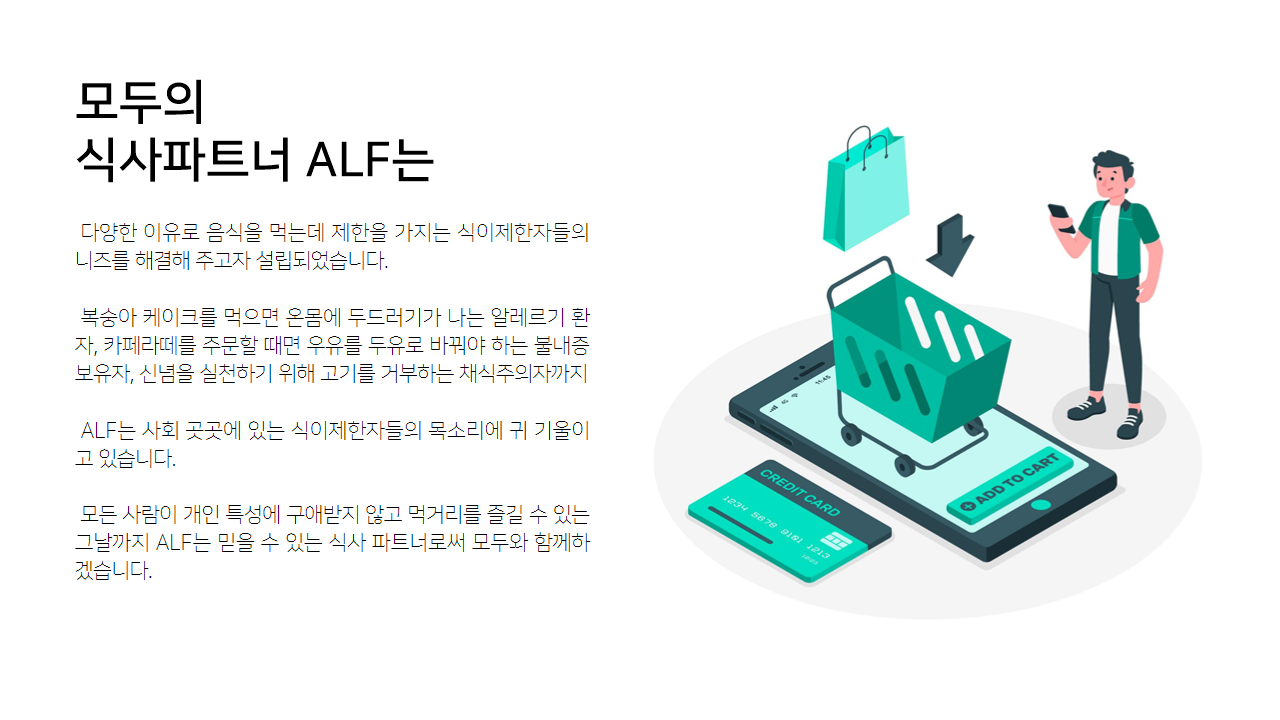 모두의
식사파트너 ALF는
다양한 이유로 음식을 먹는데 제한을 가지는 식이제한자들의
니즈를 해결해 주고자 설립되었습니다.
복숭아 케이크를 먹으면 온몸에 두드러기가 나는 알레르기 환
자, 카페라떼를 주문할 때면 우유를 두유로 바꿔야 하는 불내증
보유자, 신념을 실천하기 위해 고기를 거부하는 채식주의자까지
ALF는 사회 곳곳에 있는 식이제한자들의 목소리에 귀 기울이
고 있습니다.
모든 사람이 개인 특성에 구애받지 않고 먹거리를 즐길 수 있는
그날까지 ALF는 믿을 수 있는 식사 파트너로써 모두와 함께하
겠습니다.
11:45
ADD TO CART
CREDIT CARD
1234 5678 9101 1213